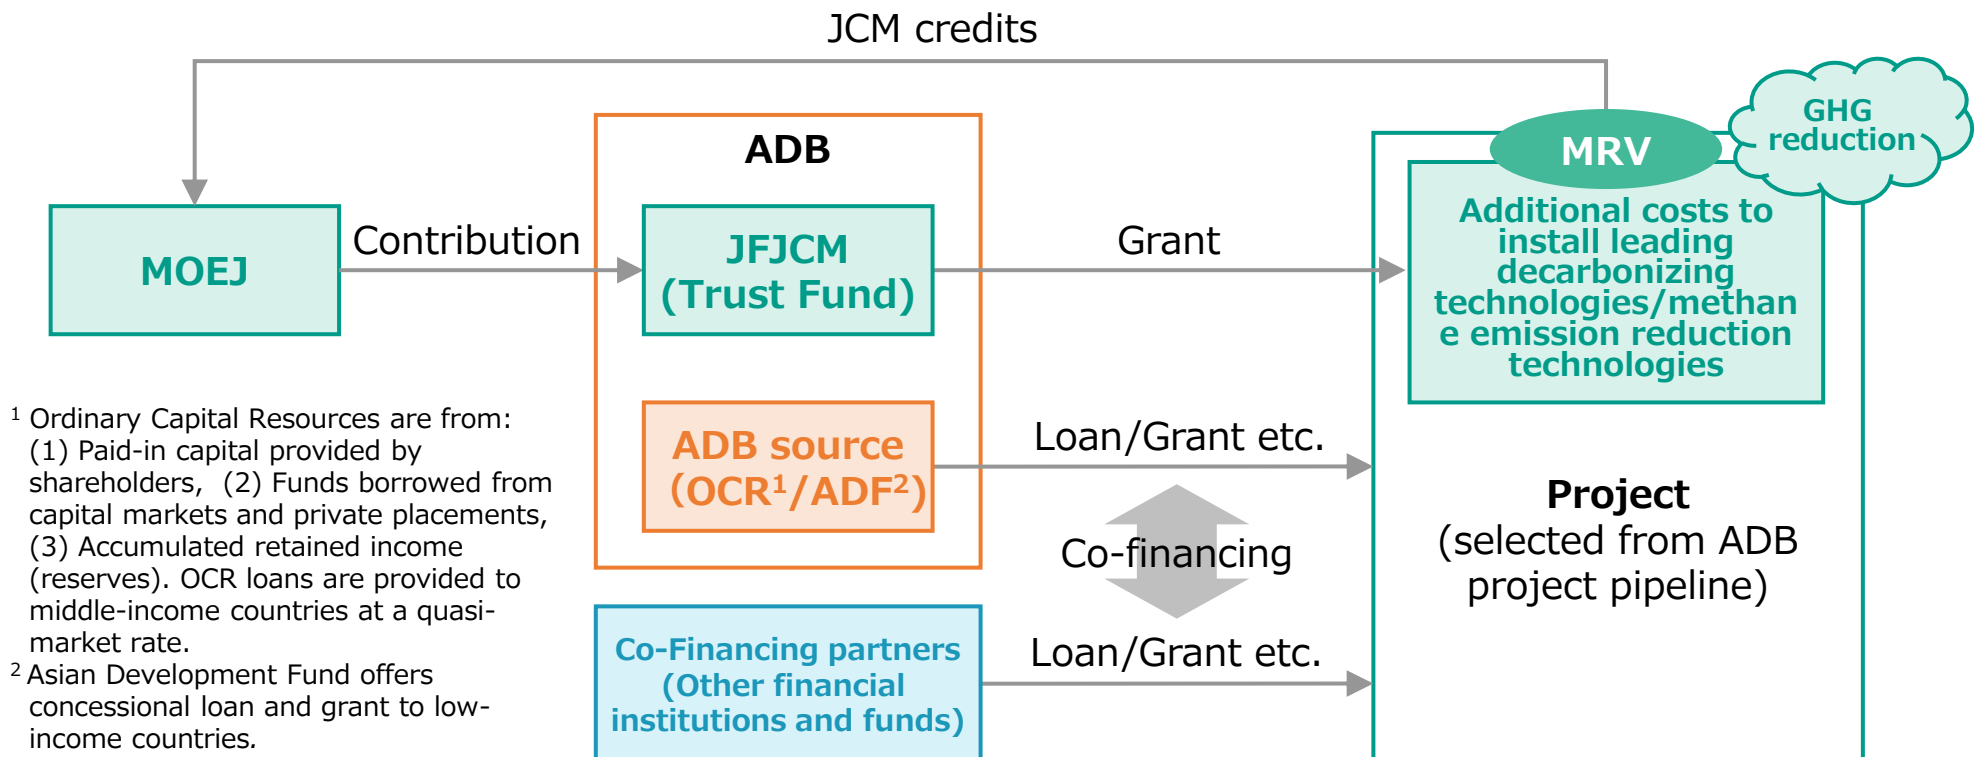 JCM credits
GHG
reduction
ADB
MRV
MOEJ
Contribution
JFJCM
(Trust Fund)
Grant
Additional costs to
install leading
decarbonizing
technologies/methan
e emission reduction
technologies
ADB source
(OCR¹/ADF²)
Loan/Grant etc.
Co-financing
Project
(selected from ADB
project pipeline)
Co-Financing partners
(Other financial
institutions and funds)
Loan/Grant etc.
¹ Ordinary Capital Resources are from:
(1) Paid-in capital provided by
shareholders, (2) Funds borrowed from
capital markets and private placements,
(3) Accumulated retained income
(reserves). OCR loans are provided to
middle-income countries at a quasi-
market rate.
² Asian Development Fund offers
concessional loan and grant to low-
income countries.